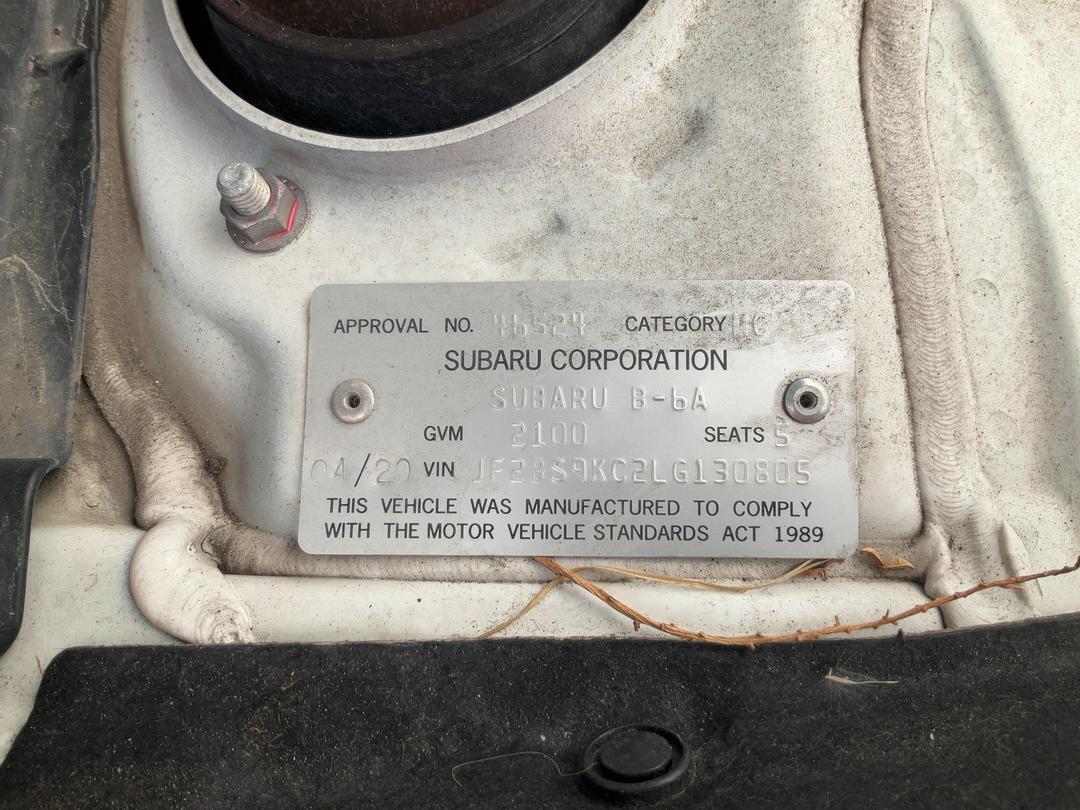 APPROVAL NO. 46524 CATEGORY MC
SUBARU CORPORATION
SUBARU B-6A
GVM 2100 SEATS 5
04/20 VIN JF2BS9KC2LG130805
THIS VEHICLE WAS MANUFACTURED TO COMPLY
WITH THE MOTOR VEHICLE STANDARDS ACT 1989